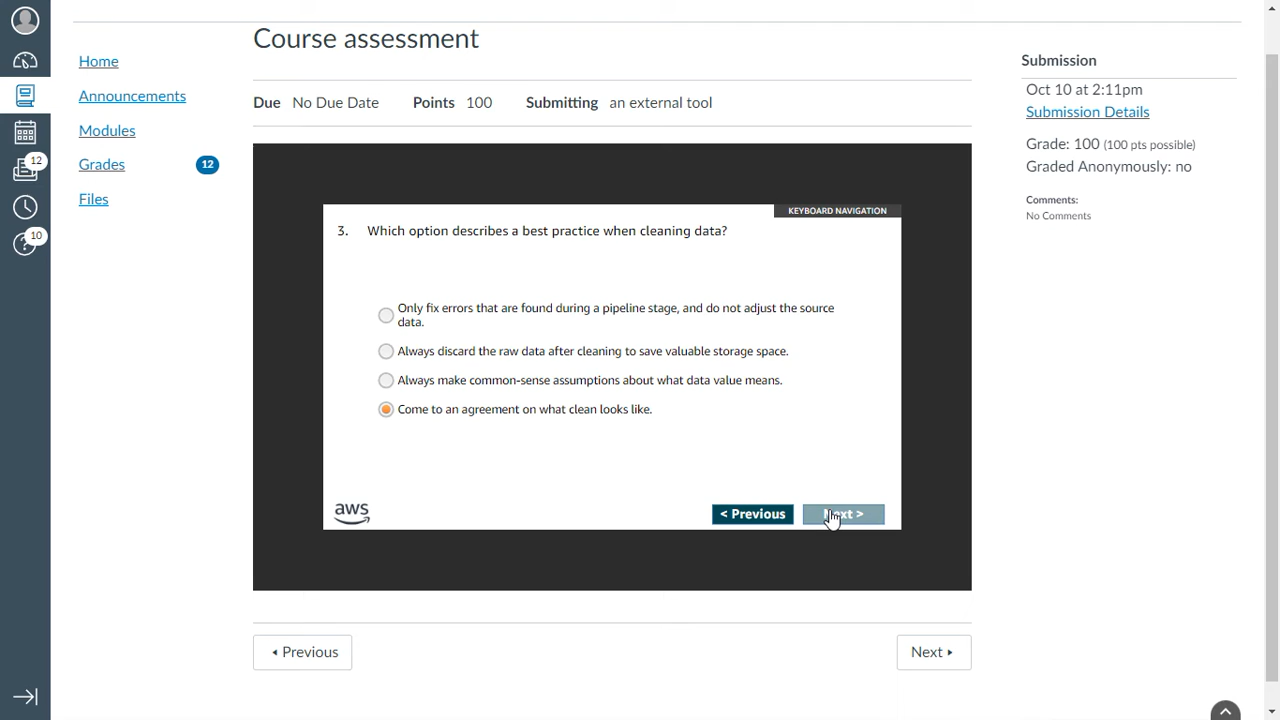 Course assessment
Home
Announcements
Modules
Grades 12
Files
12
10
Due No Due Date Points 100 Submitting an external tool
KEYBOARD NAVIGATION
3. Which option describes a best practice when cleaning data?
Only fix errors that are found during a pipeline stage, and do not adjust the source
data.
Always discard the raw data after cleaning to save valuable storage space.
Always make common-sense assumptions about what data value means.
Come to an agreement on what clean looks like.
aws
< Previous
Next >
Previous
Next
Submission
Oct 10 at 2:11pm
Submission Details
Grade: 100 (100 pts possible)
Graded Anonymously: no
Comments:
No Comments